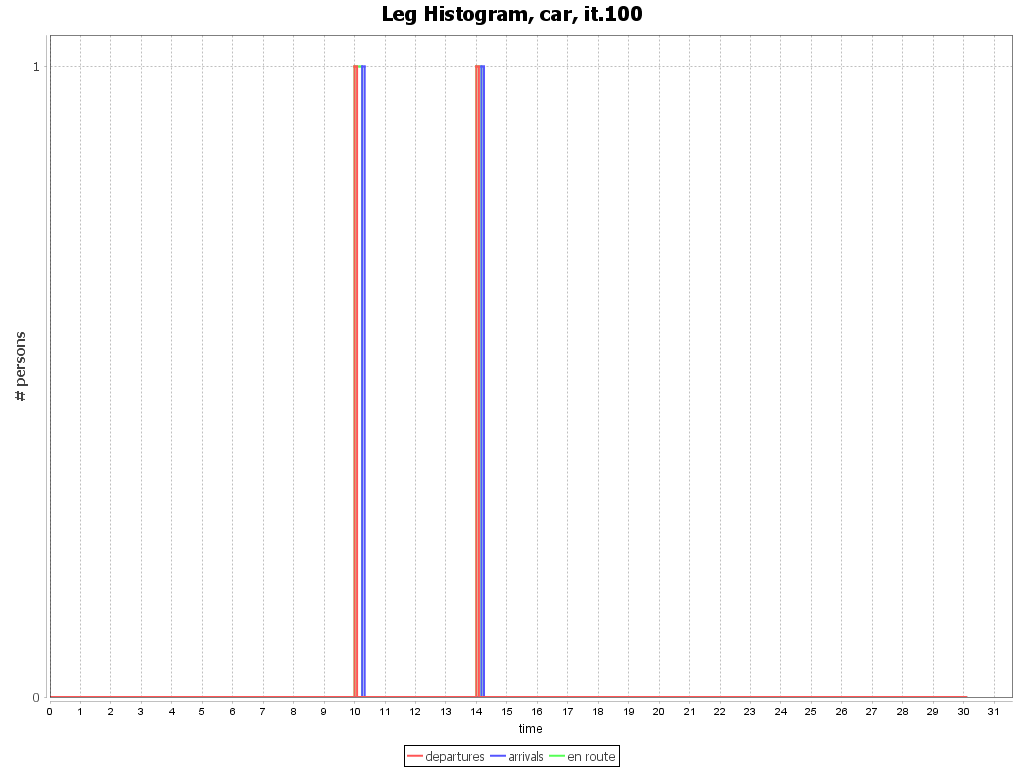 Leg Histogram, car, it.100
# persons
1
0
0 1 2 3 4 5 6 7 8 9 10 11 12 13 14 15 16 17 18 19 20 21 22 23 24 25 26 27 28 29 30 31
time
departures arrivals en route